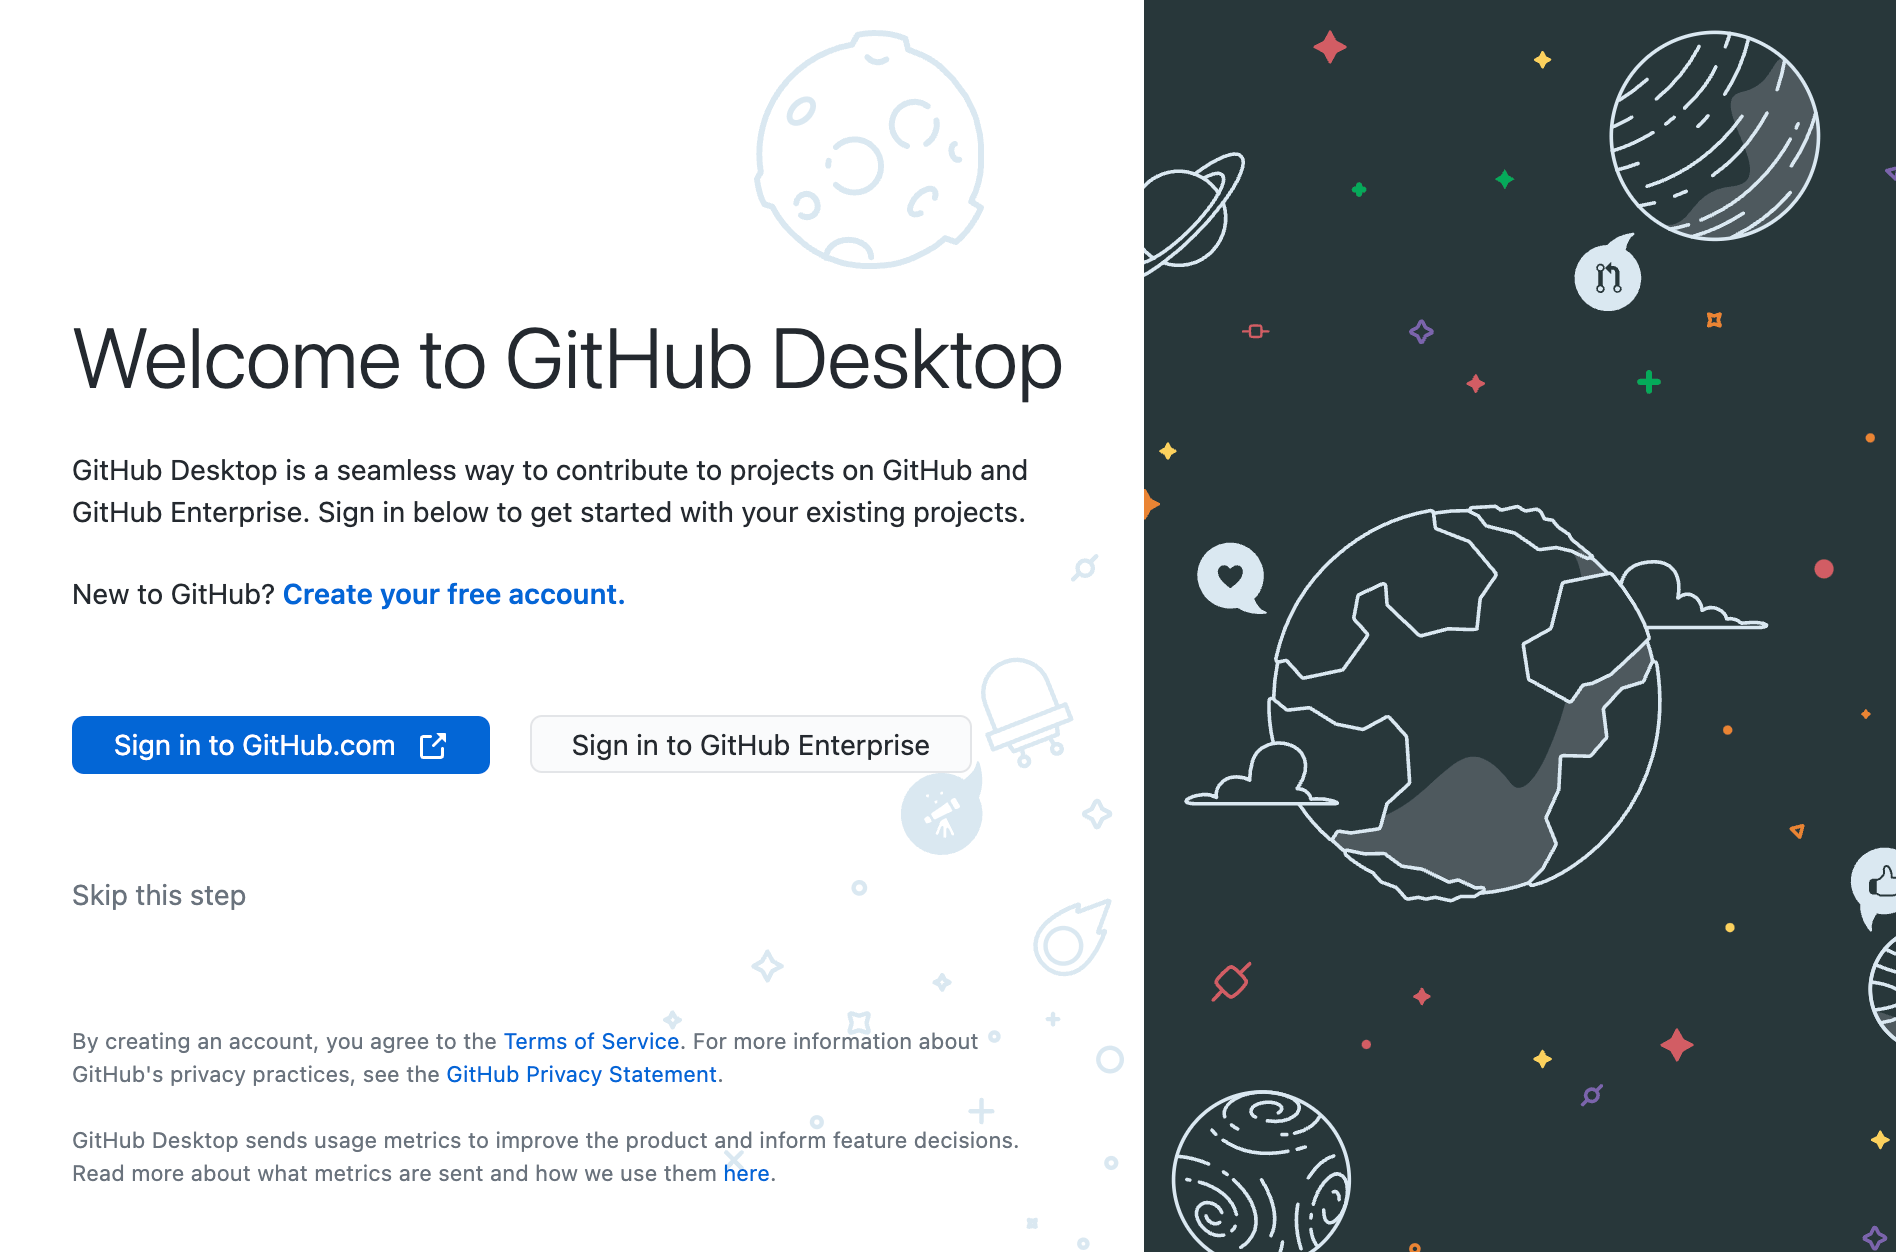 Welcome to GitHub Desktop
GitHub Desktop is a seamless way to contribute to projects on GitHub and
GitHub Enterprise. Sign in below to get started with your existing projects.
New to GitHub? Create your free account.
Sign in to GitHub.com
Sign in to GitHub Enterprise
Skip this step
By creating an account, you agree to the Terms of Service. For more information about
GitHub's privacy practices, see the GitHub Privacy Statement.
GitHub Desktop sends usage metrics to improve the product and inform feature decisions.
Read more about what metrics are sent and how we use them here.